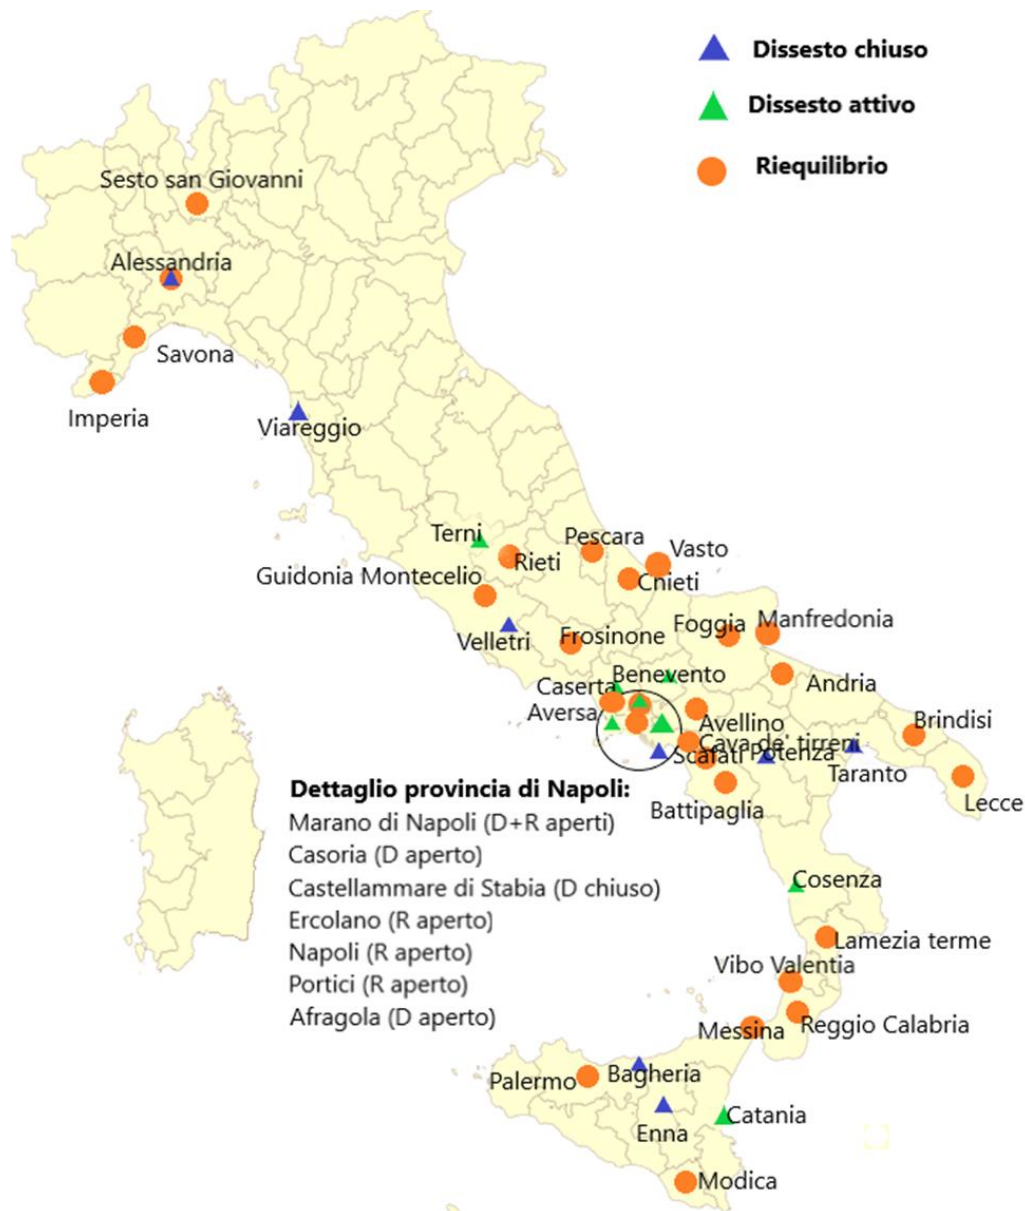 Dissesto chiuso
Dissesto attivo
Riequilibrio
Sesto san Giovanni
Alessandria
Savona
Imperia
Viareggio
Terni
Pescara
Vasto
Rieti
Guidonia Montecelio
Chieti
Foggia
Manfredonia
Velletri
Frosinone
Benevento
Caserta
Andria
Aversa
Avellino
Brindisi
Cava de' tirreni
Scafati
Potenza
Taranto
Lecce
Battipaglia
Dettaglio provincia di Napoli:
Marano di Napoli (D+R aperti)
Casoria (D aperto)
Castellammare di Stabia (D chiuso)
Ercolano (R aperto)
Napoli (R aperto)
Portici (R aperto)
Afragola (D aperto)
Cosenza
Lamezia terme
Vibo Valentia
Messina
Reggio Calabria
Palermo
Bagheria
Catania
Enna
Modica